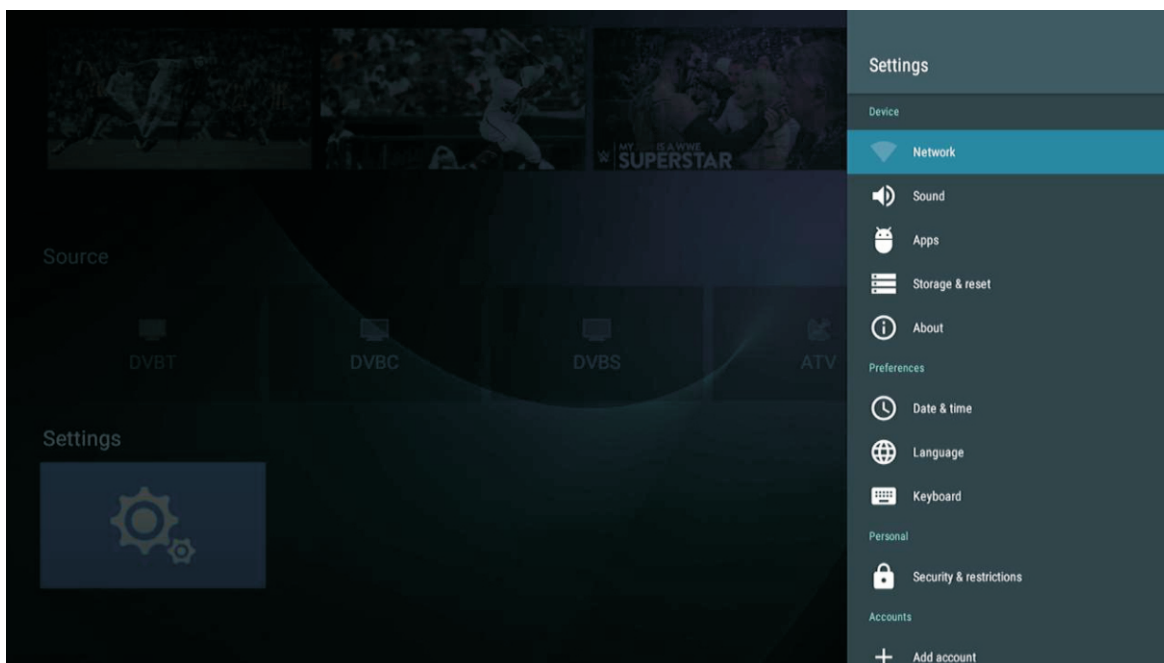 MY IS A WWE
SUPERSTAR
Source
DVBT
DVBC
DVBS
ATV
Settings
Settings
Device
Network
Sound
Apps
Storage & reset
About
Preferences
Date & time
Language
Keyboard
Personal
Security & restrictions
Accounts
Add account